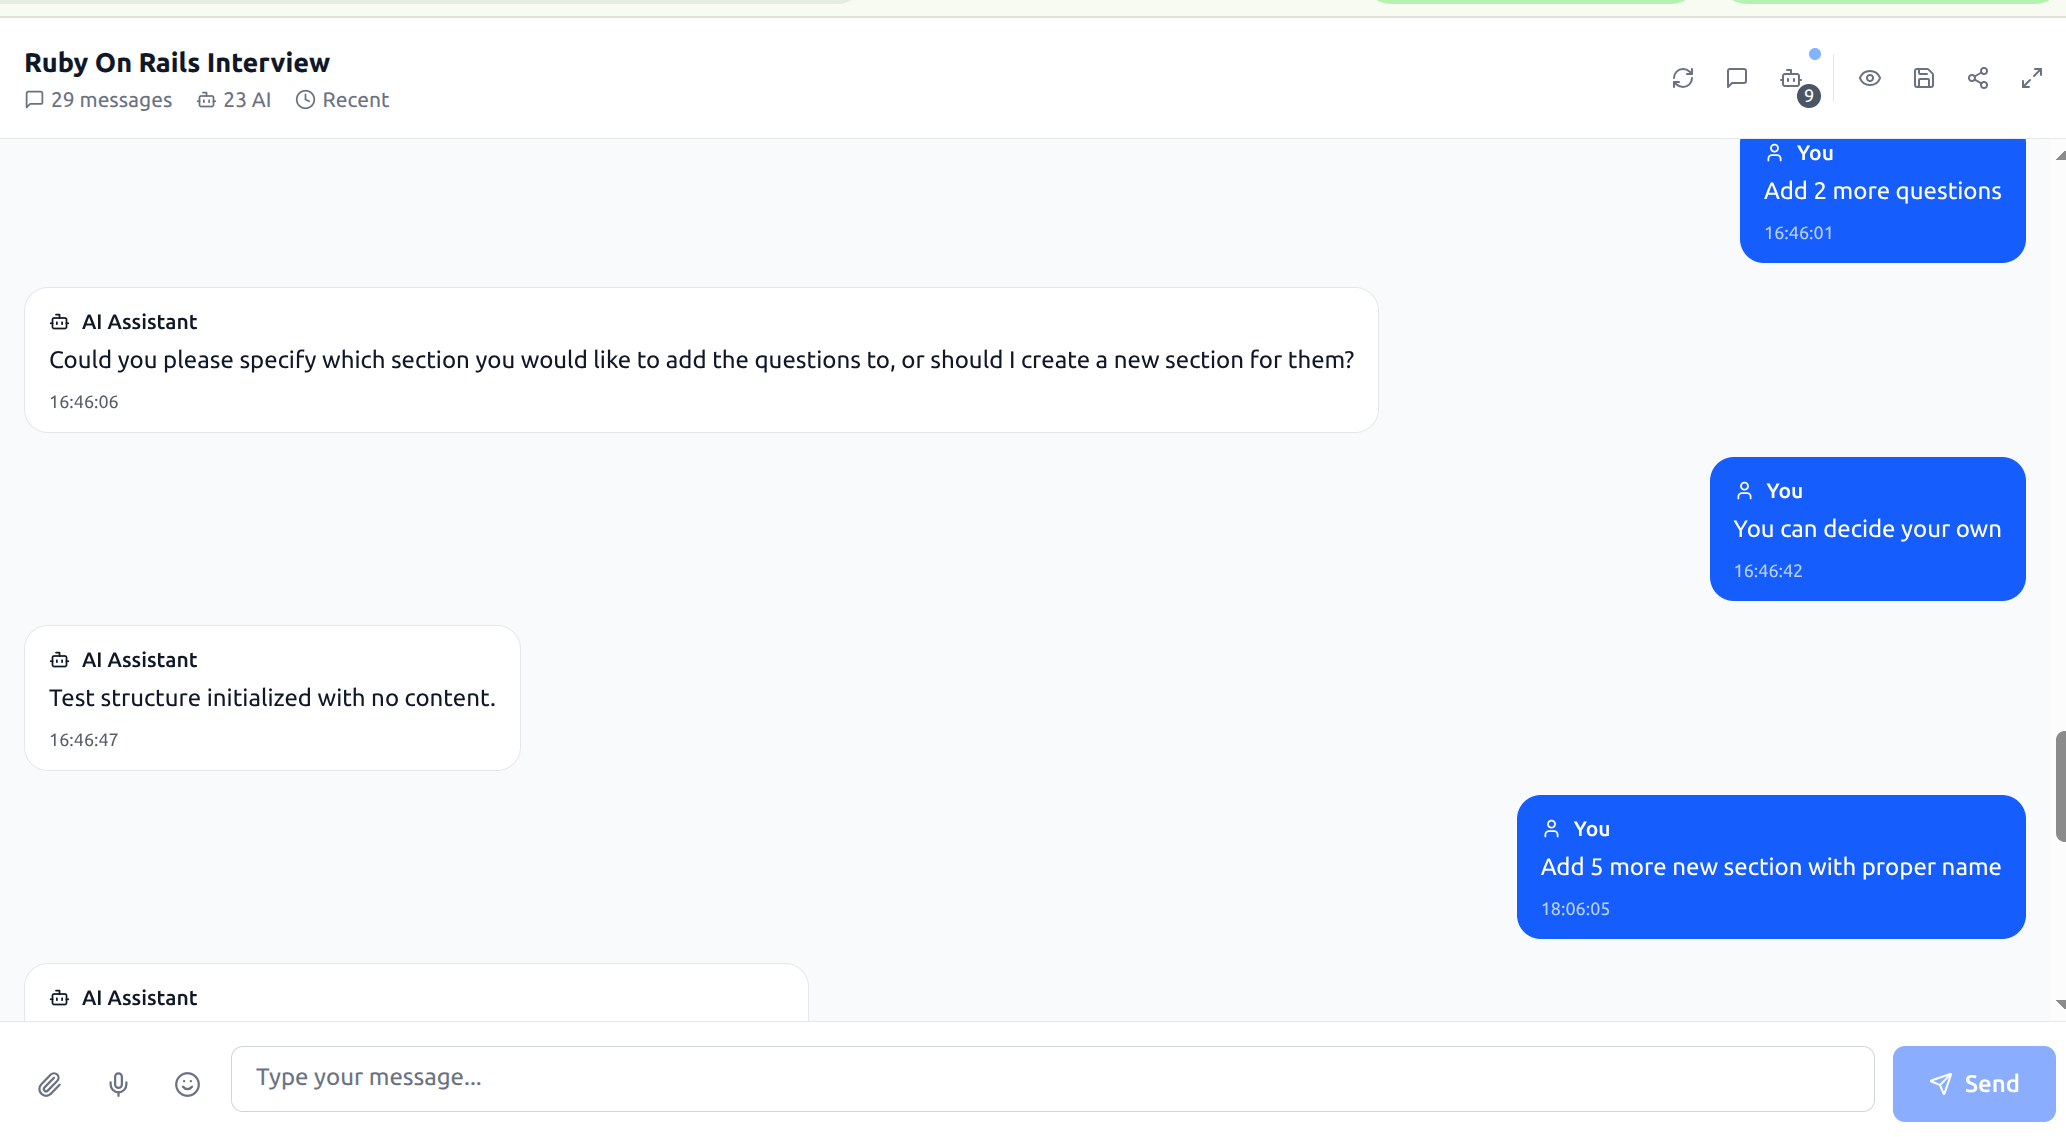 Ruby On Rails Interview
29 messages 23 AI Recent
9
You
Add 2 more questions
16:46:01
AI Assistant
Could you please specify which section you would like to add the questions to, or should I create a new section for them?
16:46:06
You
You can decide your own
16:46:42
AI Assistant
Test structure initialized with no content.
16:46:47
You
Add 5 more new section with proper name
18:06:05
AI Assistant
Type your message...
Send